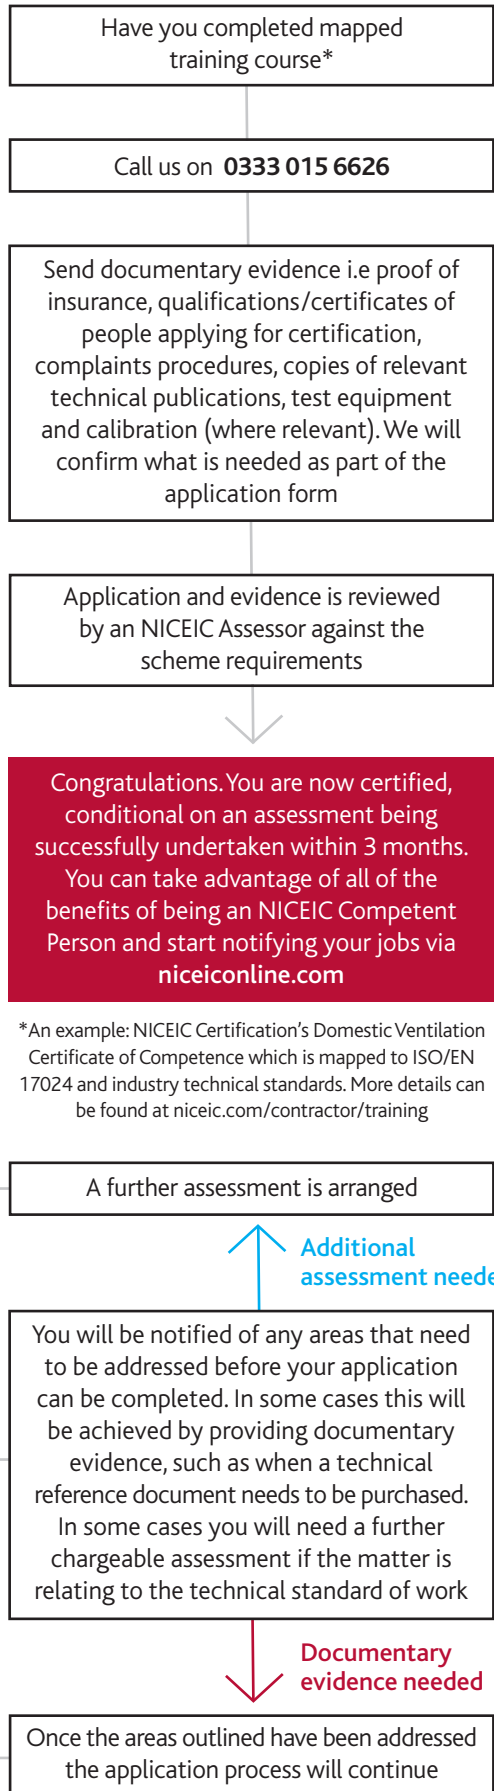 Have you completed mapped
training course*
Call us on 0333 015 6626
Send documentary evidence i.e proof of
insurance, qualifications/certificates of
people applying for certification,
complaints procedures, copies of relevant
technical publications, test equipment
and calibration (where relevant). We will
confirm what is needed as part of the
application form
Application and evidence is reviewed
by an NICEIC Assessor against the
scheme requirements
Congratulations. You are now certified,
conditional on an assessment being
successfully undertaken within 3 months.
You can take advantage of all of the
benefits of being an NICEIC Competent
Person and start notifying your jobs via
niceiconline.com
*An example: NICEIC Certification's Domestic Ventilation
Certificate of Competence which is mapped to ISO/EN
17024 and industry technical standards. More details can
be found at niceic.com/contractor/training
A further assessment is arranged
Additional
assessment neede
You will be notified of any areas that need
to be addressed before your application
can be completed. In some cases this will
be achieved by providing documentary
evidence, such as when a technical
reference document needs to be purchased.
In some cases you will need a further
chargeable assessment if the matter is
relating to the technical standard of work
Documentary
evidence needed
Once the areas outlined have been addressed
the application process will continue